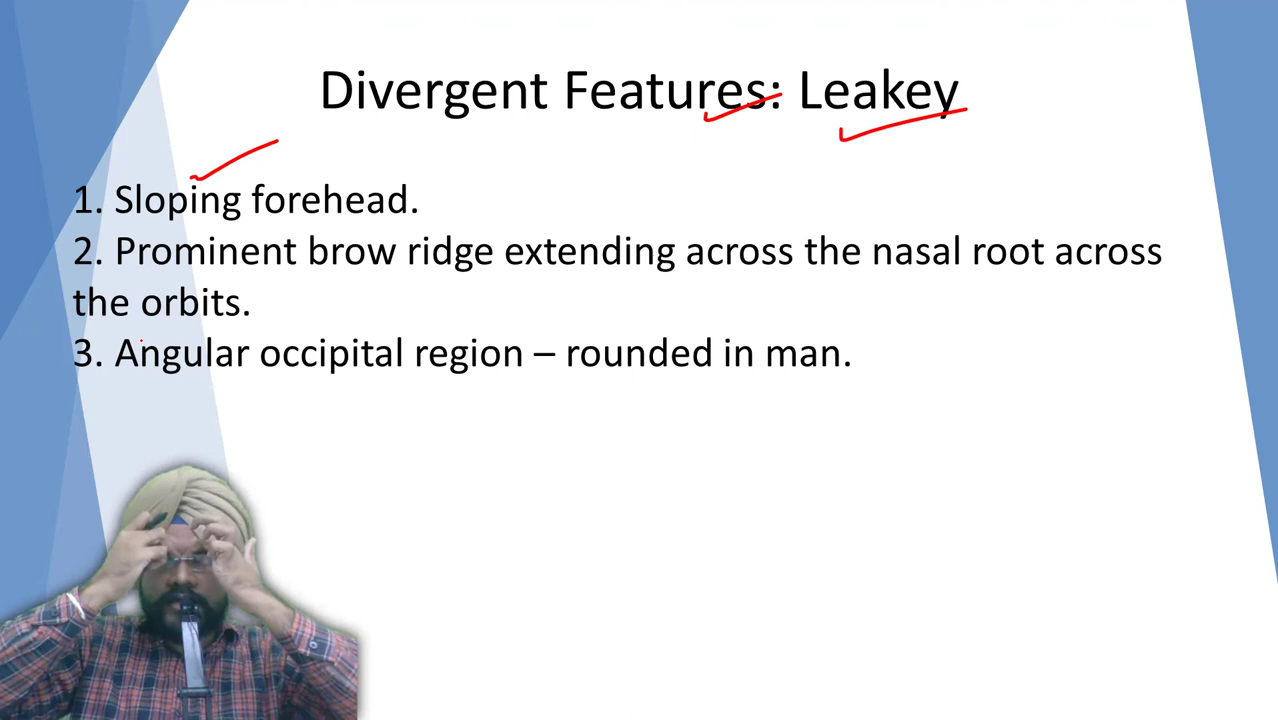 Divergent Features: Leakey
1. Sloping forehead.
2. Prominent brow ridge extending across the nasal root across
the orbits.
3. Angular occipital region – rounded in man.